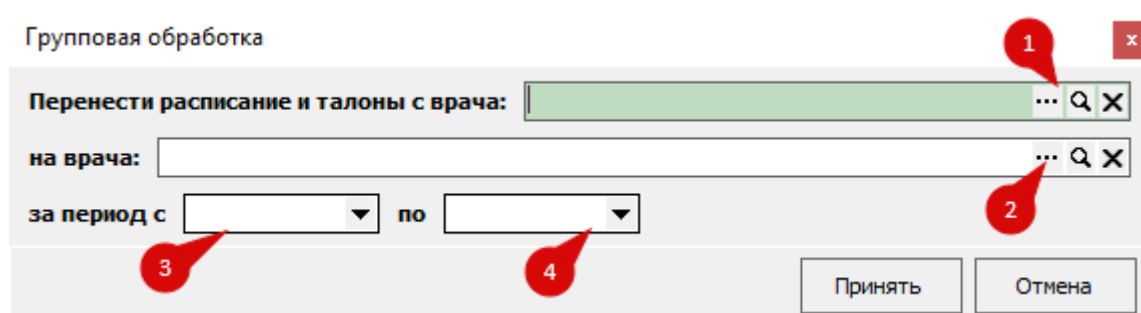 Групповая обработка
1
x
Перенести расписание и талоны с врача:
на врача:
2
за период с
по
3
4
Принять
Отмена